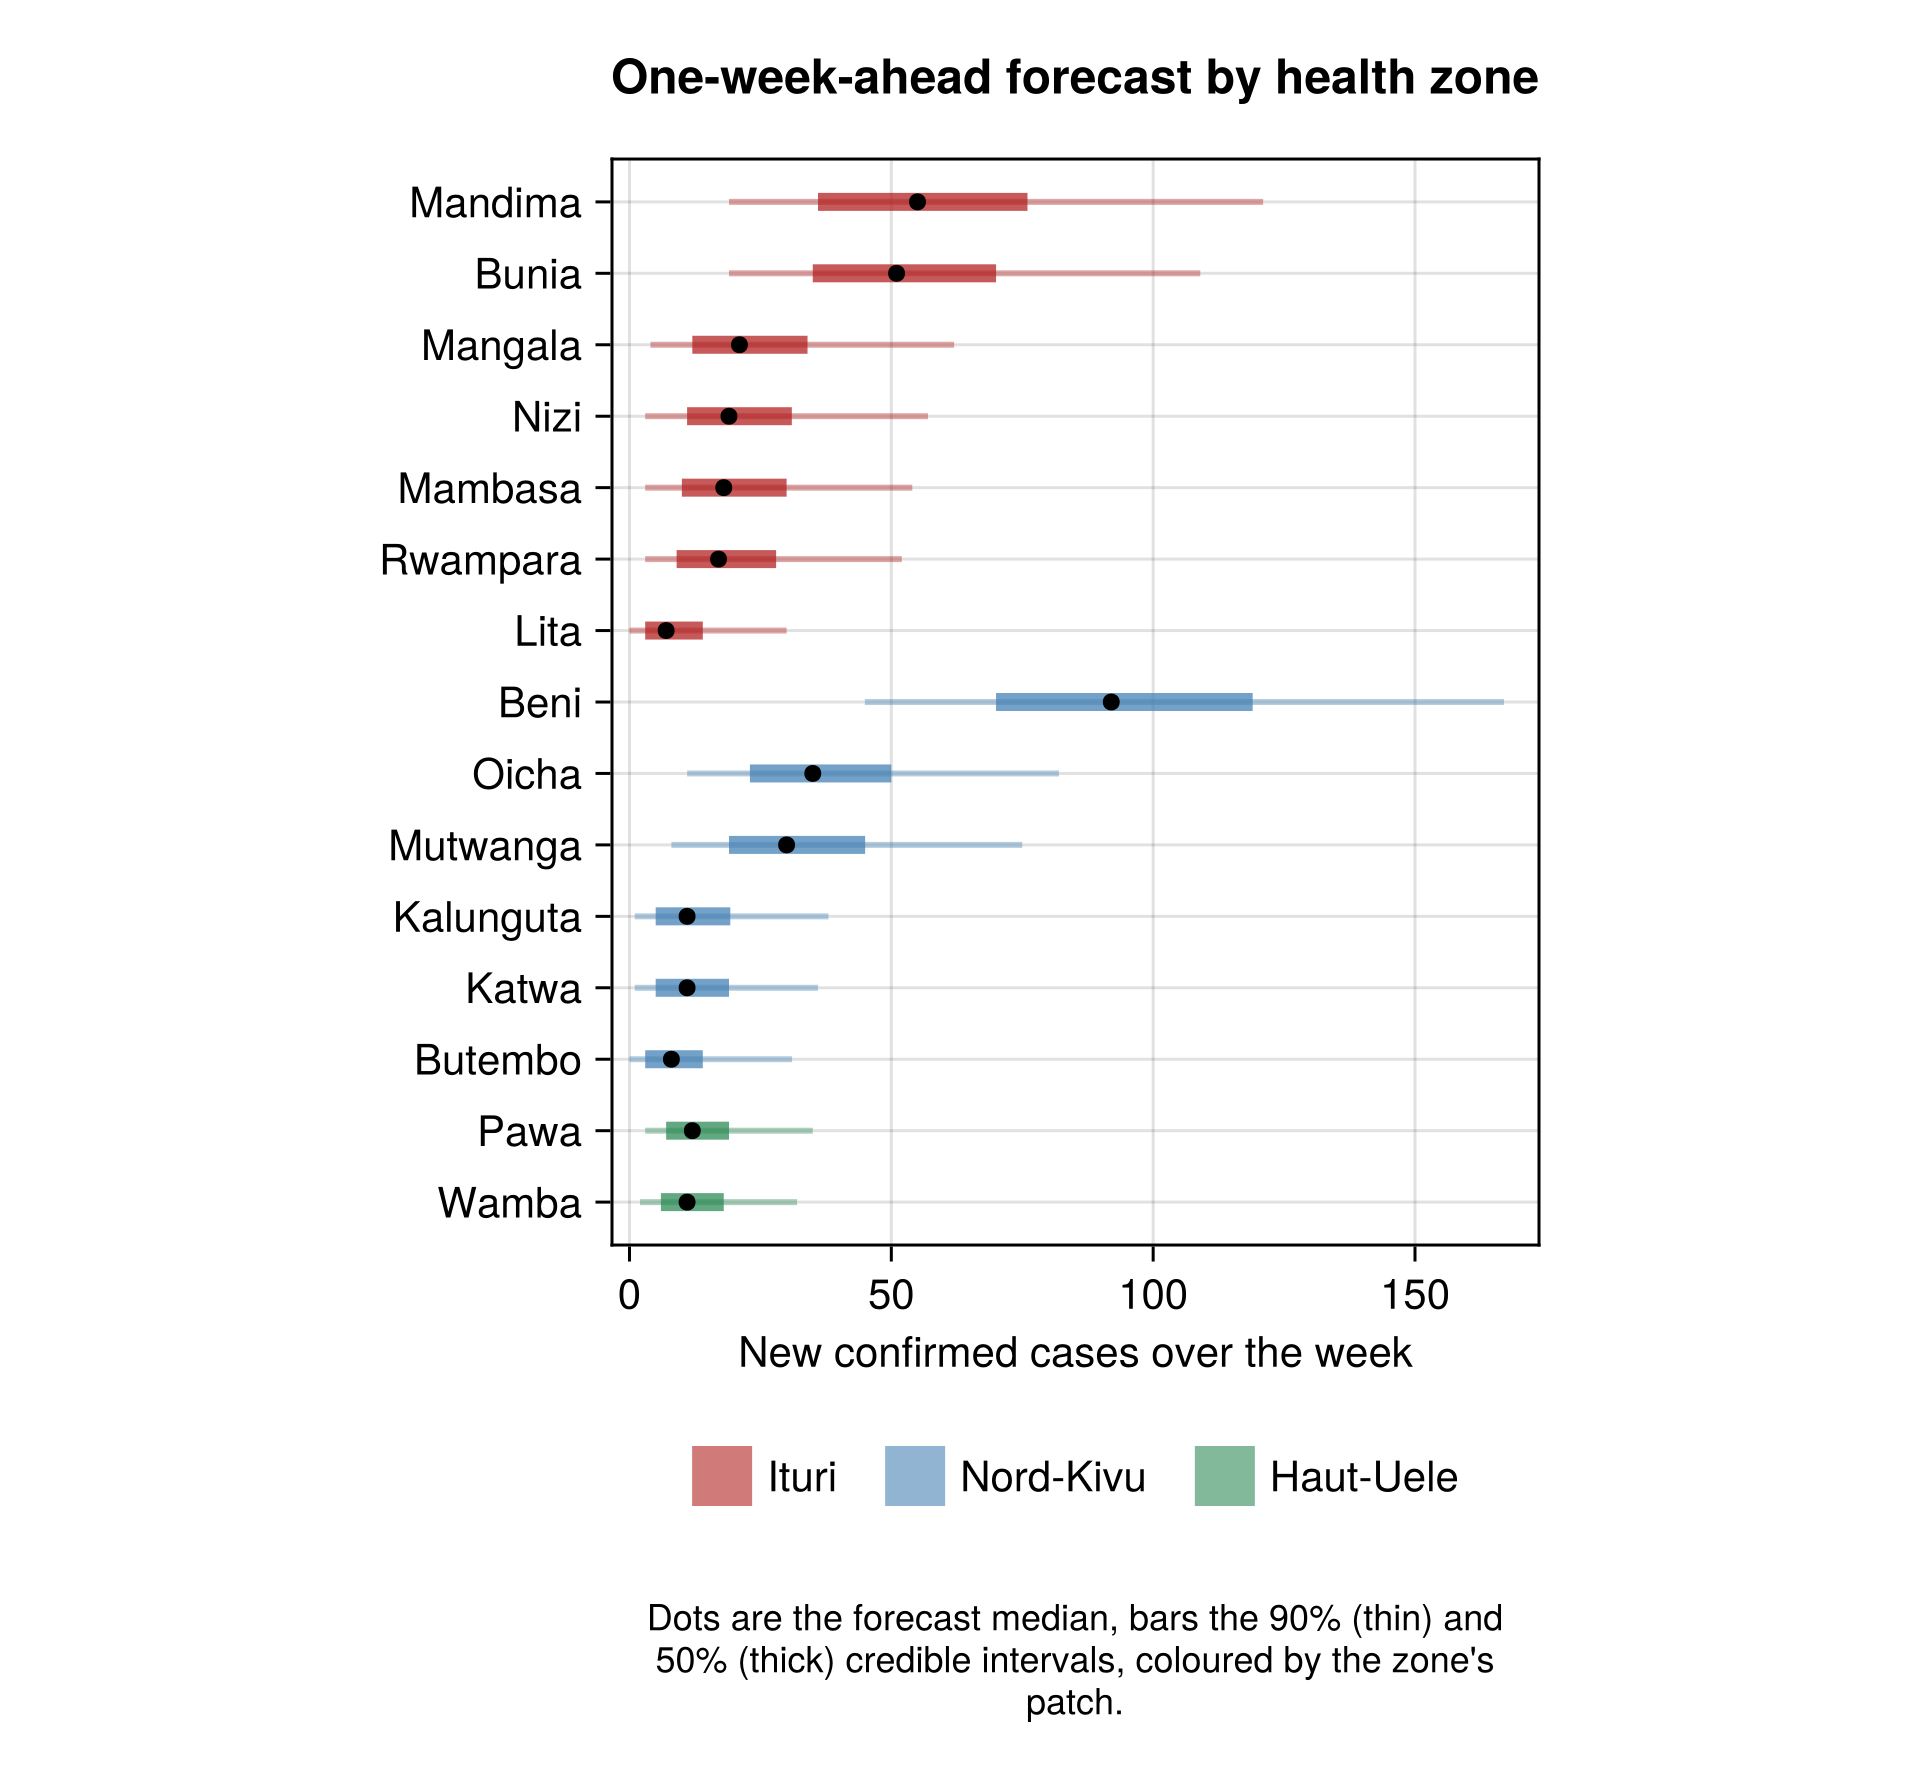 One-week-ahead forecast by health zone
Mandima
Bunia
Mangala
Nizi
Mambasa
Rwampara
Lita
Beni
Oicha
Mutwanga
Kalunguta
Katwa
Butembo
Pawa
Wamba
0 50 100 150
New confirmed cases over the week
Ituri Nord-Kivu Haut-Uele
Dots are the forecast median, bars the 90% (thin) and
50% (thick) credible intervals, coloured by the zone's
patch.